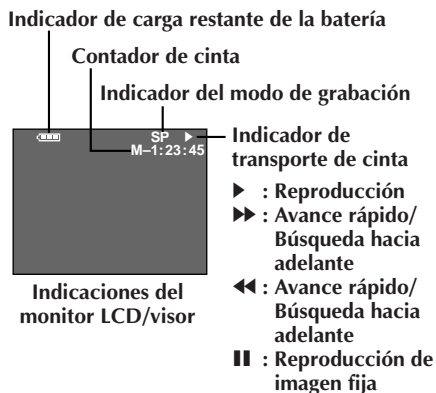 Indicador de carga restante de la batería
Contador de cinta
Indicador del modo de grabación
SP ▶
M–1:23:45
Indicador de
transporte de cinta
▶ : Reproducción
▶▶ : Avance rápido/
Búsqueda hacia
adelante
◀◀ : Avance rápido/
Búsqueda hacia
adelante
❚❚ : Reproducción de
imagen fija
Indicaciones del
monitor LCD/visor